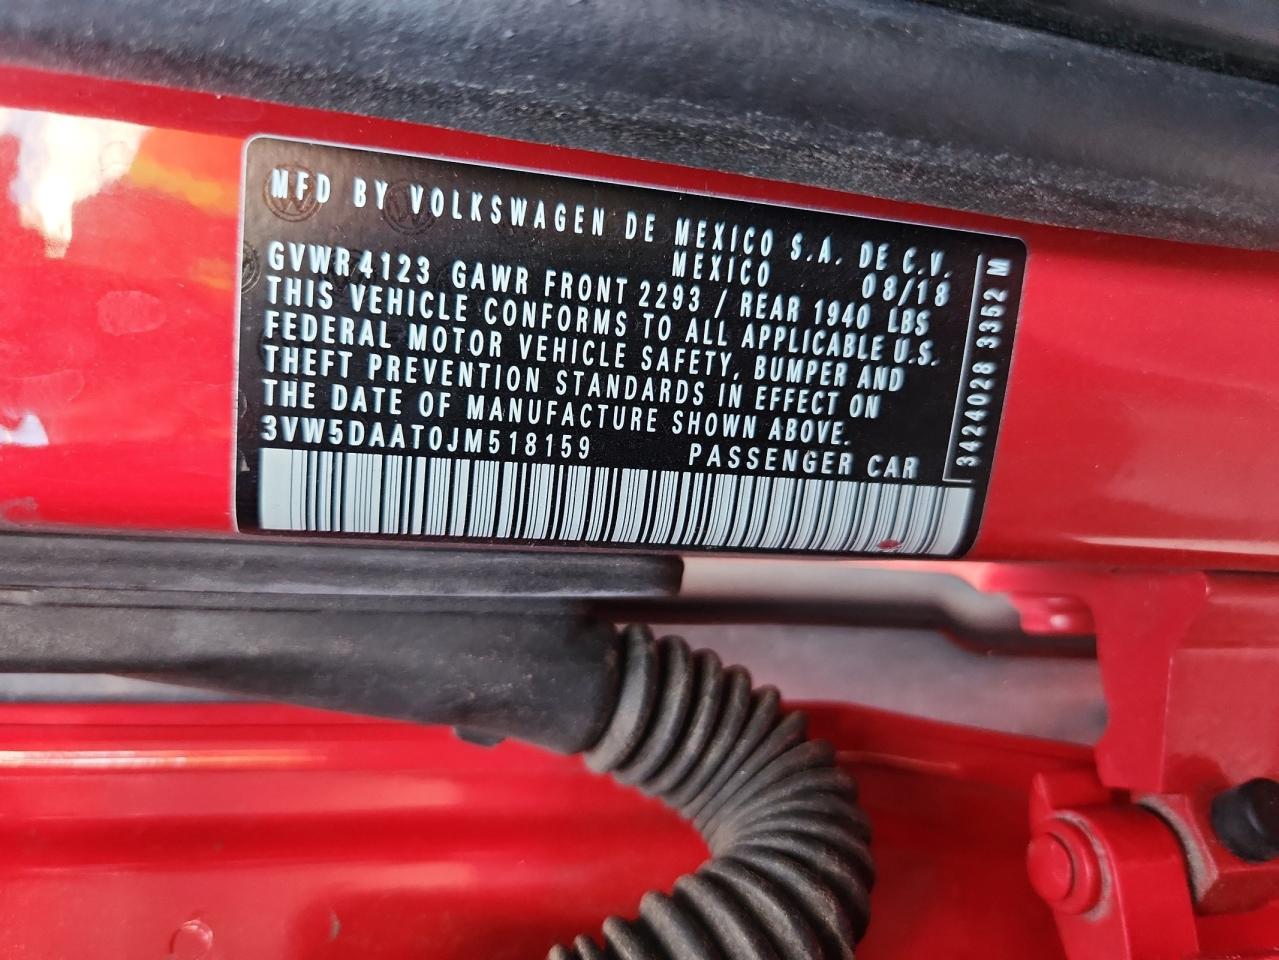 MFD BY VOLKSWAGEN DE MEXICO S.A. DE C.V.
MEXICO 08/18
GVWR 4123 GAWR FRONT 2293 / REAR 1940 LBS
THIS VEHICLE CONFORMS TO ALL APPLICABLE U.S.
FEDERAL MOTOR VEHICLE SAFETY, BUMPER AND
THEFT PREVENTION STANDARDS IN EFFECT ON
THE DATE OF MANUFACTURE SHOWN ABOVE.
3VW5DAAT0JM518159 PASSENGER CAR
3424028 3352 M